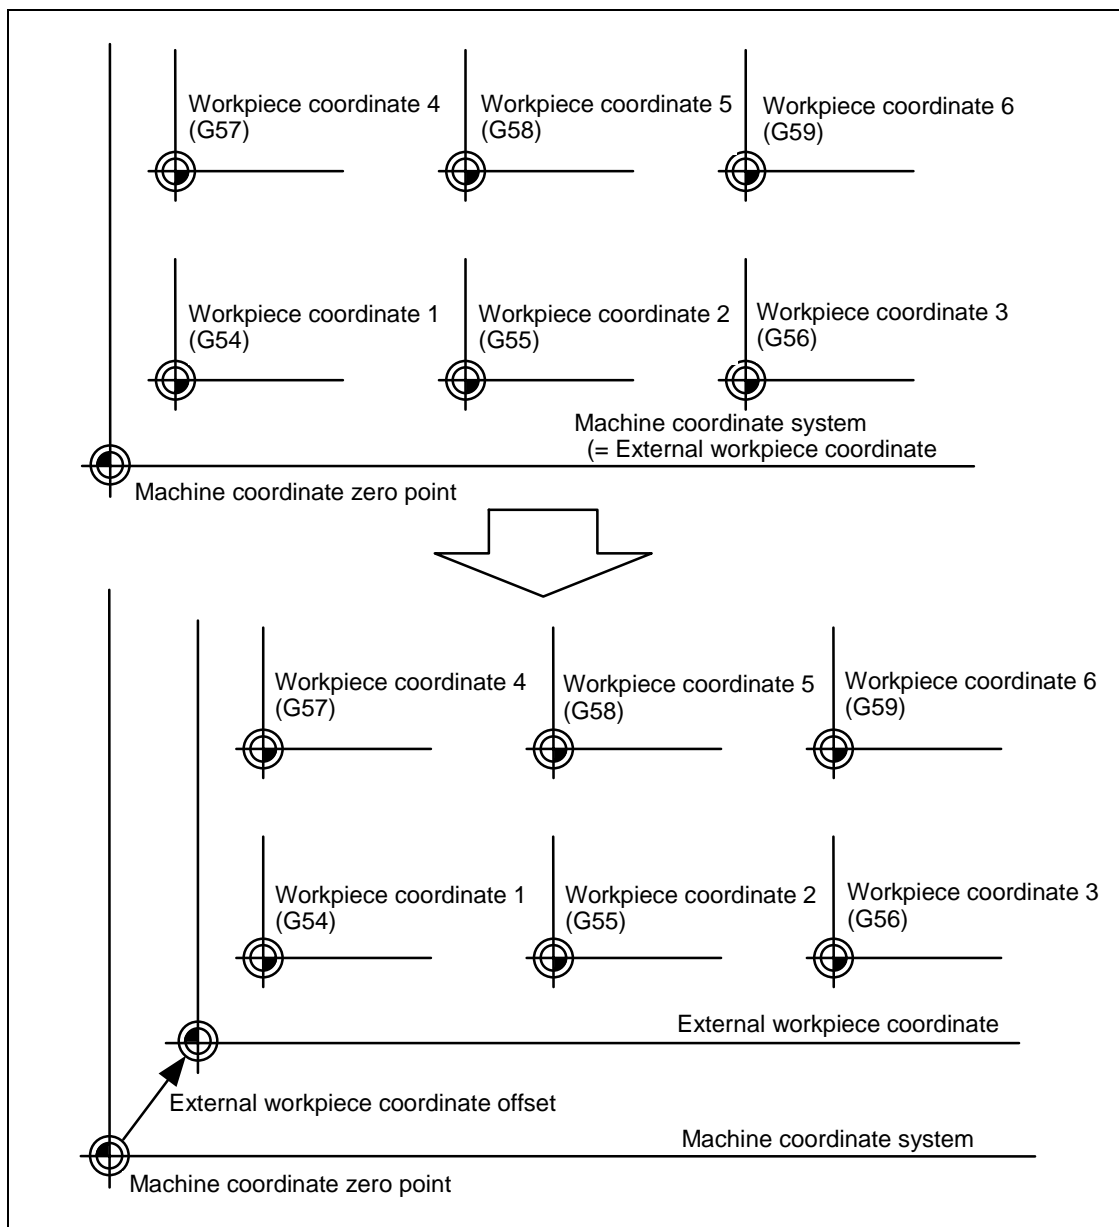 Workpiece coordinate 4
(G57)
Workpiece coordinate 5
(G58)
Workpiece coordinate 6
(G59)
Workpiece coordinate 1
(G54)
Workpiece coordinate 2
(G55)
Workpiece coordinate 3
(G56)
Machine coordinate system
(= External workpiece coordinate
Machine coordinate zero point
Workpiece coordinate 4
(G57)
Workpiece coordinate 5
(G58)
Workpiece coordinate 6
(G59)
Workpiece coordinate 1
(G54)
Workpiece coordinate 2
(G55)
Workpiece coordinate 3
(G56)
External workpiece coordinate
External workpiece coordinate offset
Machine coordinate system
Machine coordinate zero point